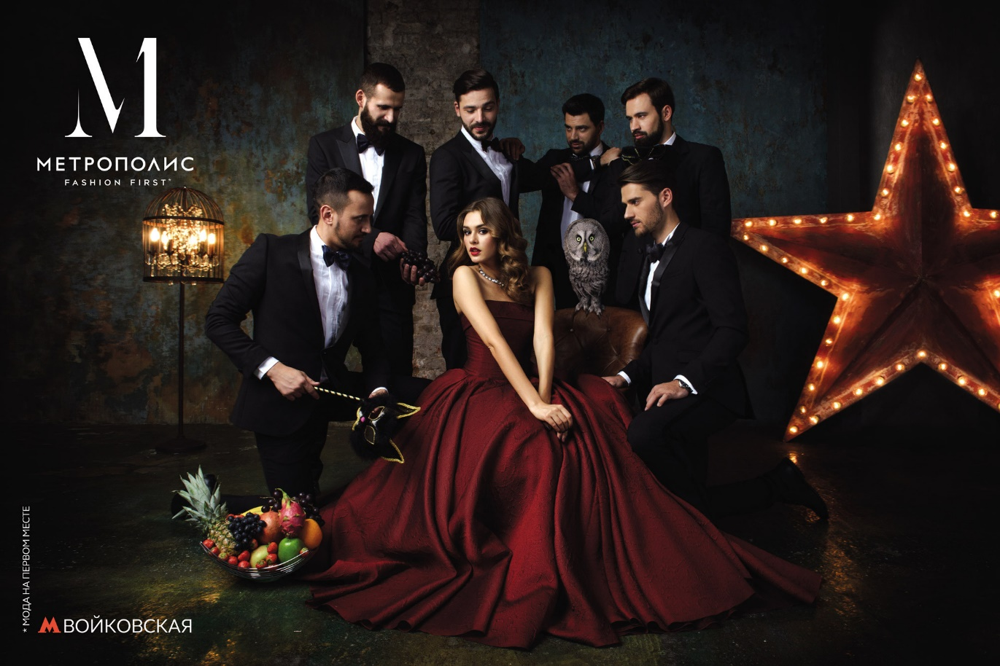 М
МЕТРОПОЛИС
FASHION FIRST*
* МОДА НА ПЕРВОМ МЕСТЕ
М ВОЙКОВСКАЯ